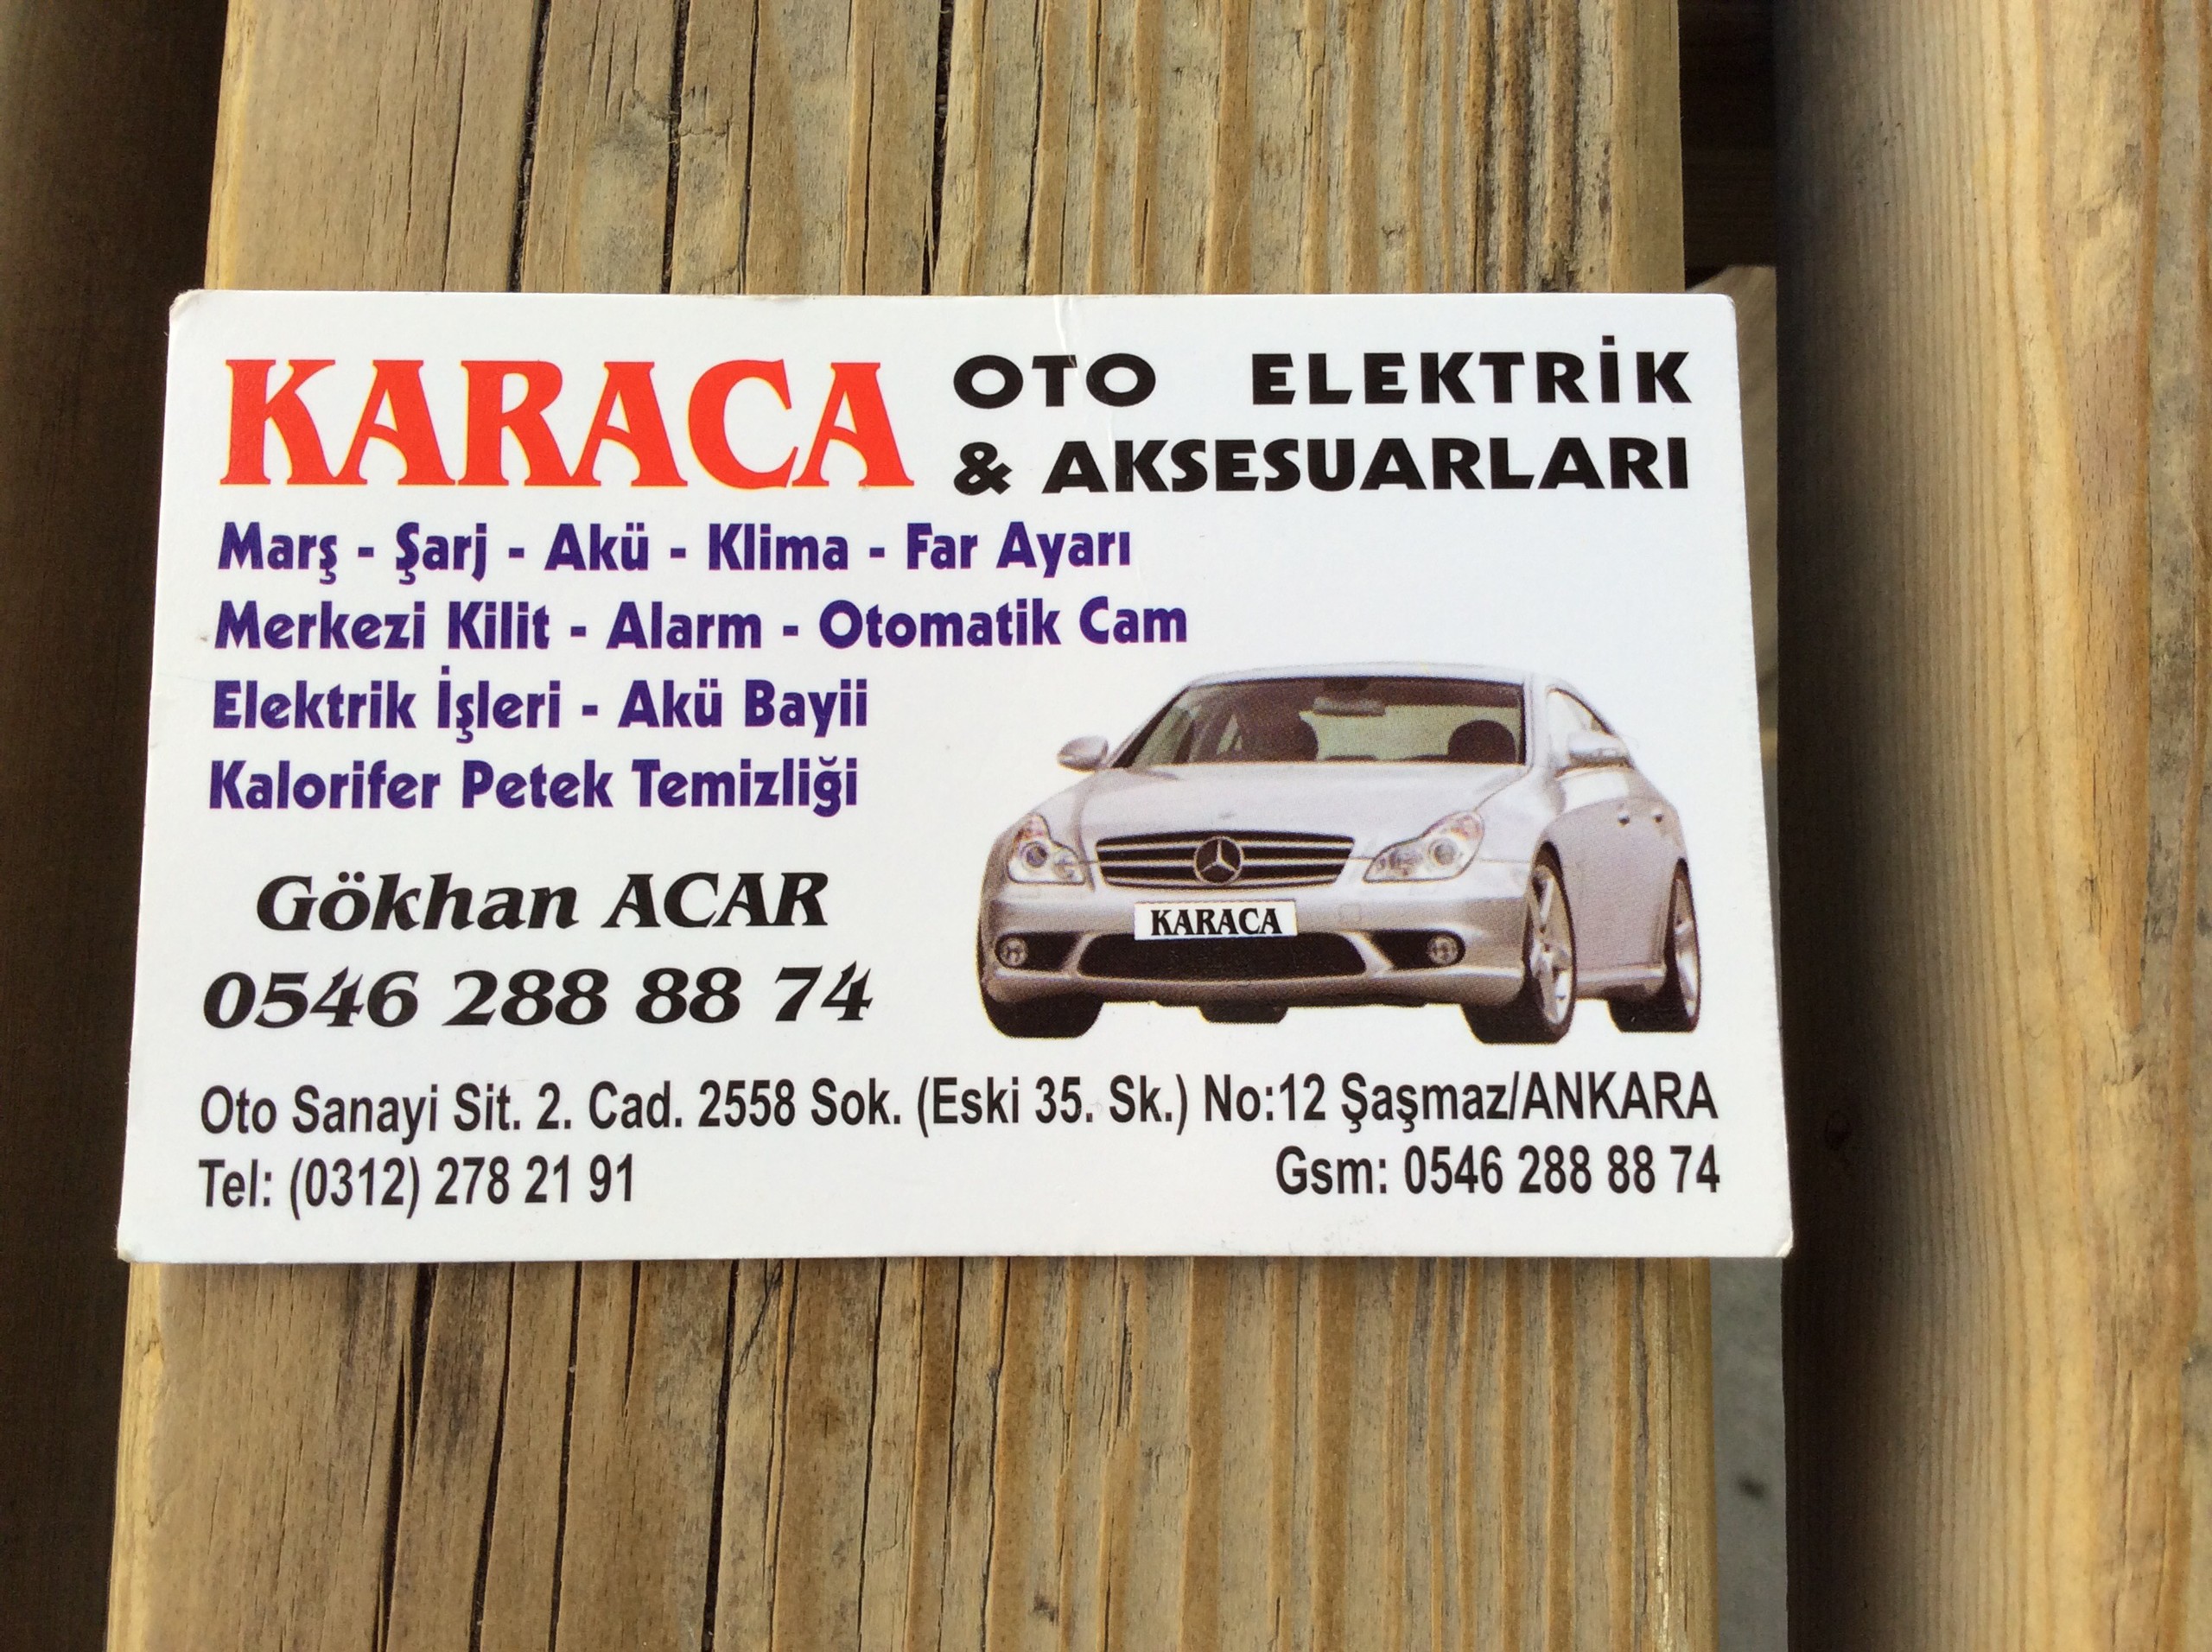 KARACA OTO ELEKTRİK
& AKSESUARLARI
Marş - Şarj - Akü - Klima - Far Ayarı
Merkezi Kilit - Alarm - Otomatik Cam
Elektrik İşleri - Akü Bayii
Kalorifer Petek Temizliği
Gökhan ACAR
0546 288 88 74
KARACA
Oto Sanayi Sit. 2. Cad. 2558 Sok. (Eski 35. Sk.) No:12 Şaşmaz/ANKARA
Tel: (0312) 278 21 91 Gsm: 0546 288 88 74